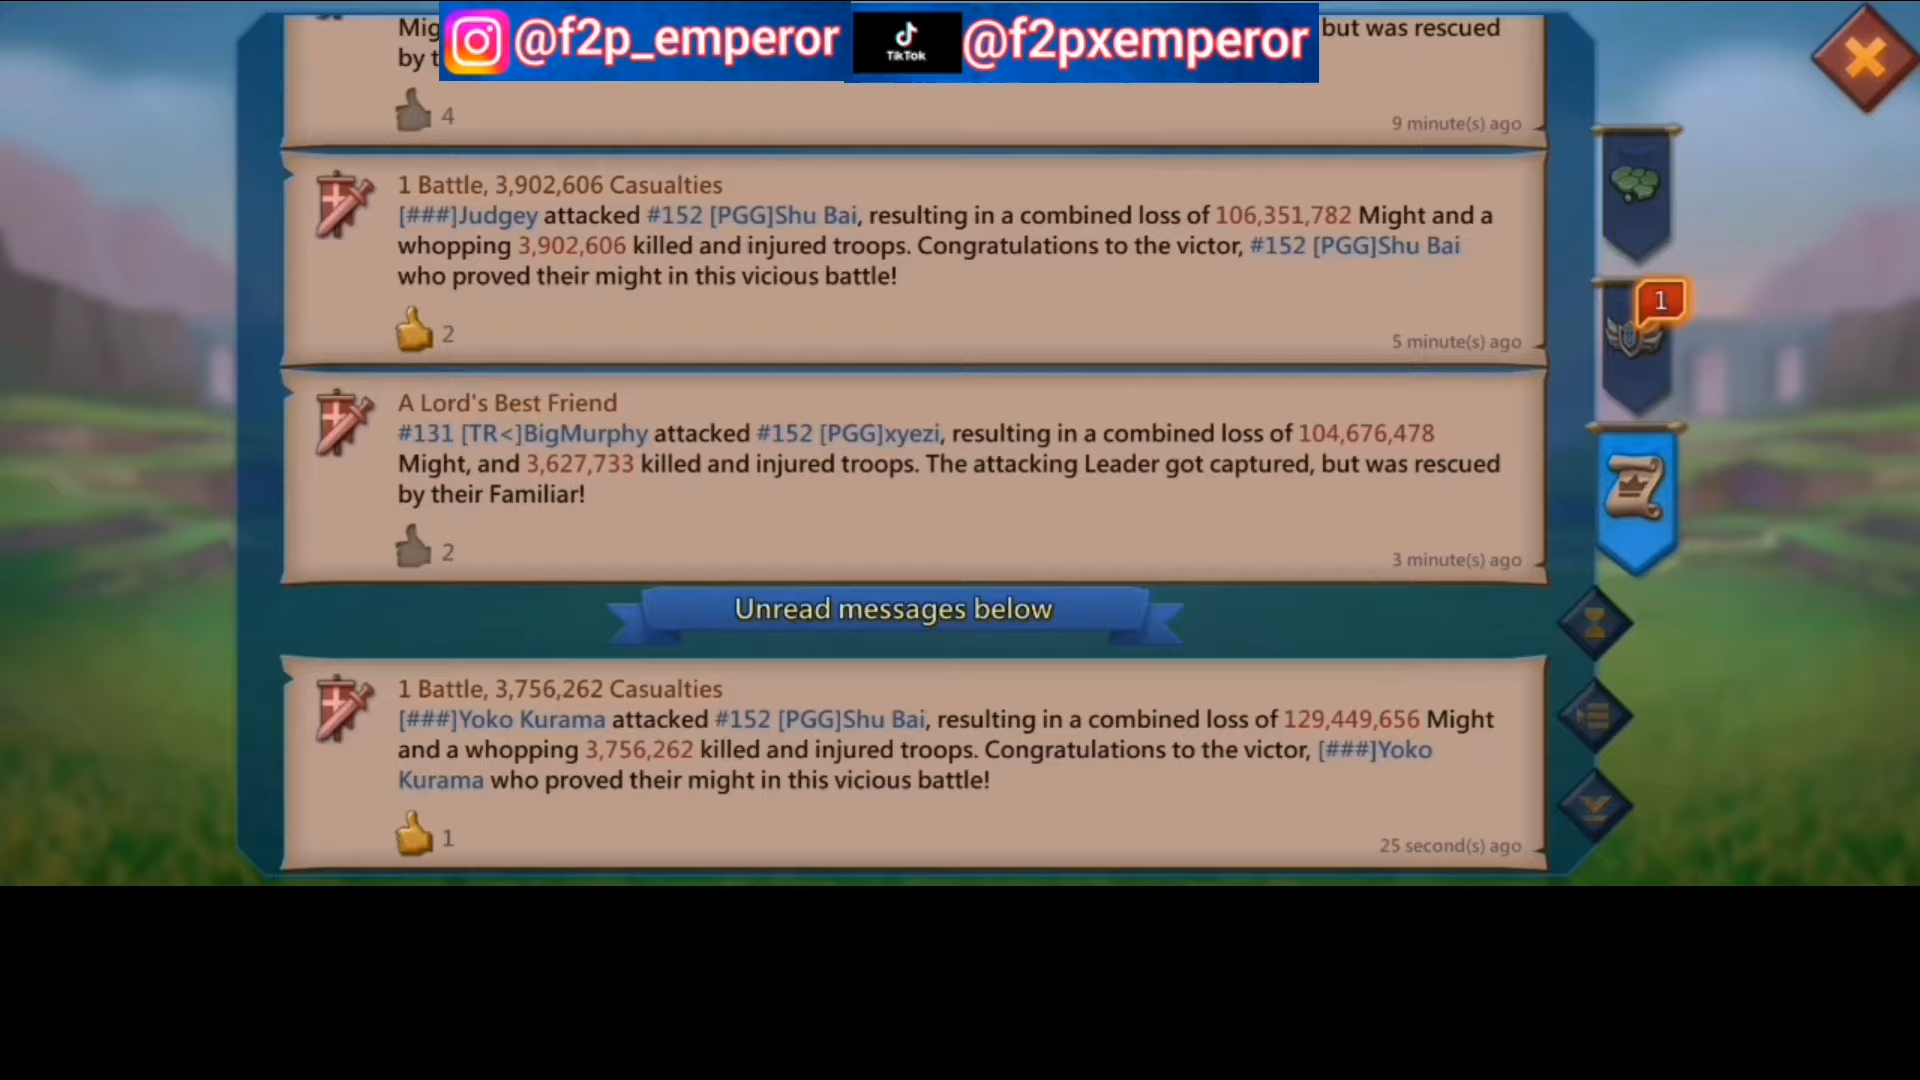 Mig
but was rescued
@f2p_emperor
TikTok
@f2pxemperor
by t
4
9 minute(s) ago
1 Battle, 3,902,606 Casualties
[###]Judgey attacked #152 [PGG]Shu Bai, resulting in a combined loss of 106,351,782 Might and a
whopping 3,902,606 killed and injured troops. Congratulations to the victor, #152 [PGG]Shu Bai
who proved their might in this vicious battle!
2
5 minute(s) ago
1
A Lord's Best Friend
#131 [TR<]BigMurphy attacked #152 [PGG]xyezi, resulting in a combined loss of 104,676,478
Might, and 3,627,733 killed and injured troops. The attacking Leader got captured, but was rescued
by their Familiar!
2
3 minute(s) ago
Unread messages below
1 Battle, 3,756,262 Casualties
[###]Yoko Kurama attacked #152 [PGG]Shu Bai, resulting in a combined loss of 129,449,656 Might
and a whopping 3,756,262 killed and injured troops. Congratulations to the victor, [###]Yoko
Kurama who proved their might in this vicious battle!
1
25 second(s) ago